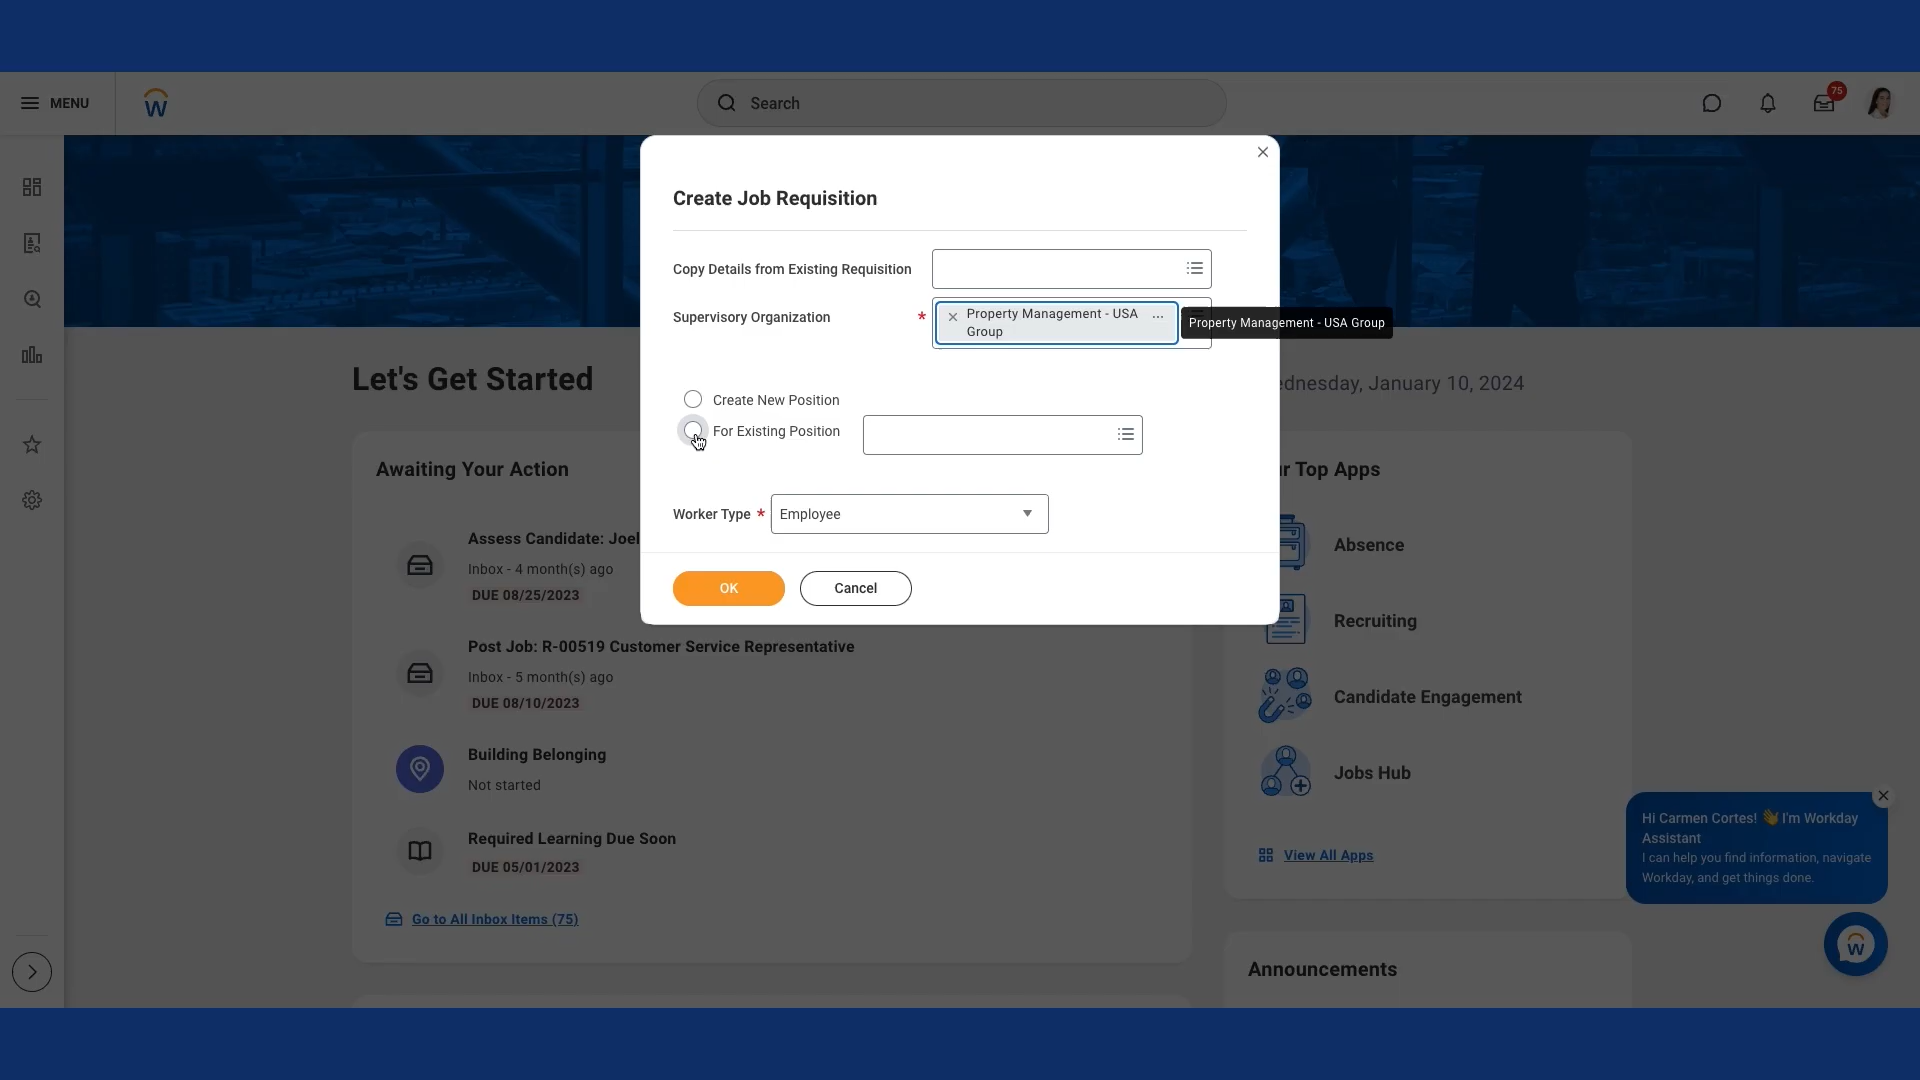 MENU
Search
75
Create Job Requisition
Copy Details from Existing Requisition
Supervisory Organization *
Property Management - USA
Group
Property Management - USA Group
Create New Position
For Existing Position
Worker Type * Employee
OK
Cancel
Let's Get Started
ednesday, January 10, 2024
Awaiting Your Action
Assess Candidate: Joel
Inbox - 4 month(s) ago
DUE 08/25/2023
Post Job: R-00519 Customer Service Representative
Inbox - 5 month(s) ago
DUE 08/10/2023
Building Belonging
Not started
Required Learning Due Soon
DUE 05/01/2023
Go to All Inbox Items (75)
r Top Apps
Absence
Recruiting
Candidate Engagement
Jobs Hub
View All Apps
Announcements
Hi Carmen Cortes! 👋 I'm Workday
Assistant
I can help you find information, navigate
Workday, and get things done.